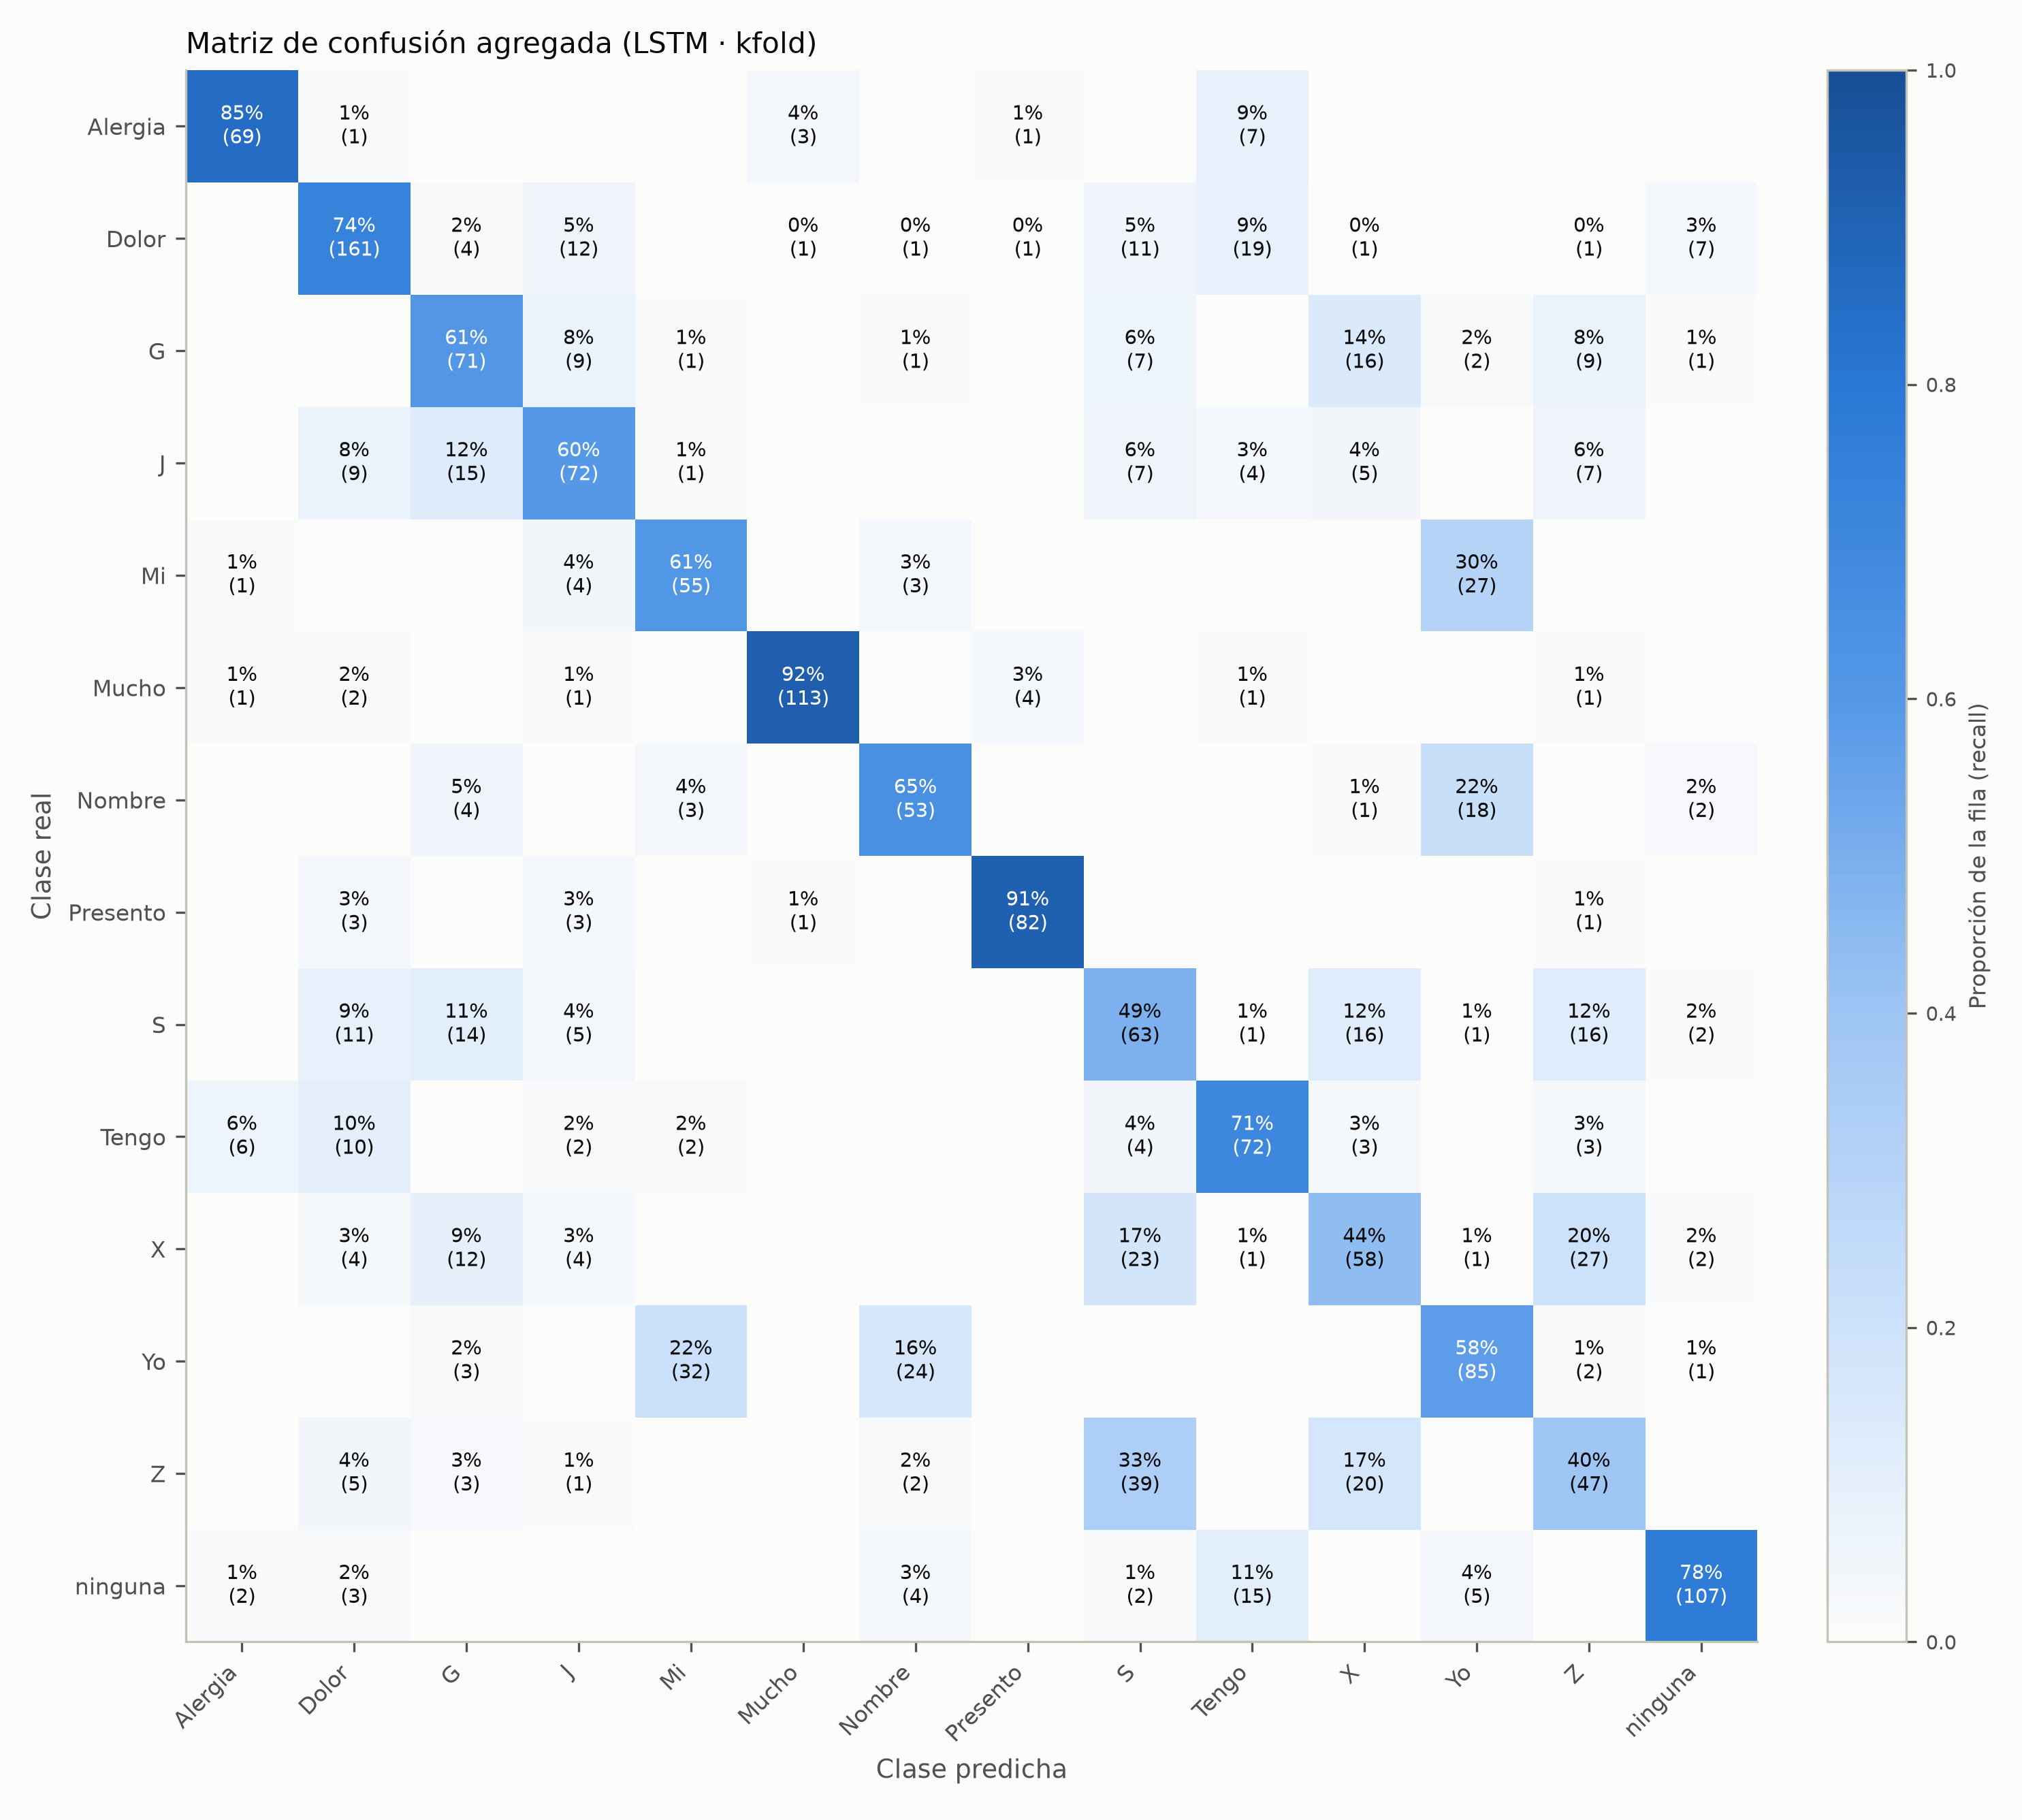 Matriz de confusión agregada (LSTM · kfold)
Alergia 85% 1% 4% 1% 9%
(69) (1) (3) (1) (7)
Dolor 74% 2% 5% 0% 0% 0% 5% 9% 0% 0% 3%
(161) (4) (12) (1) (1) (1) (11) (19) (1) (1) (7)
G 61% 8% 1% 1% 6% 14% 2% 8% 1%
(71) (9) (1) (1) (7) (16) (2) (9) (1)
J 8% 12% 60% 1% 6% 3% 4% 6%
(9) (15) (72) (1) (7) (4) (5) (7)
Mi 1% 4% 61% 3% 30%
(1) (4) (55) (3) (27)
Mucho 1% 2% 1% 92% 3% 1% 1%
(1) (2) (1) (113) (4) (1) (1)
Nombre 5% 4% 65% 1% 22% 2%
(4) (3) (53) (1) (18) (2)
Presento 3% 3% 1% 91% 1%
(3) (3) (1) (82) (1)
S 9% 11% 4% 49% 1% 12% 1% 12% 2%
(11) (14) (5) (63) (1) (16) (1) (16) (2)
Tengo 6% 10% 2% 2% 4% 71% 3% 3%
(6) (10) (2) (2) (4) (72) (3) (3)
X 3% 9% 3% 17% 1% 44% 1% 20% 2%
(4) (12) (4) (23) (1) (58) (1) (27) (2)
Yo 2% 22% 16% 58% 1% 1%
(3) (32) (24) (85) (2) (1)
Z 4% 3% 1% 2% 33% 17% 40%
(5) (3) (1) (2) (39) (20) (47)
ninguna 1% 2% 3% 1% 11% 4% 78%
(2) (3) (4) (2) (15) (5) (107)
Alergia Dolor G J Mi Mucho Nombre Presento S Tengo X Yo Z ninguna
Clase predicha
Clase real
1.0
0.8
0.6
0.4
0.2
0.0
Proporción de la fila (recall)